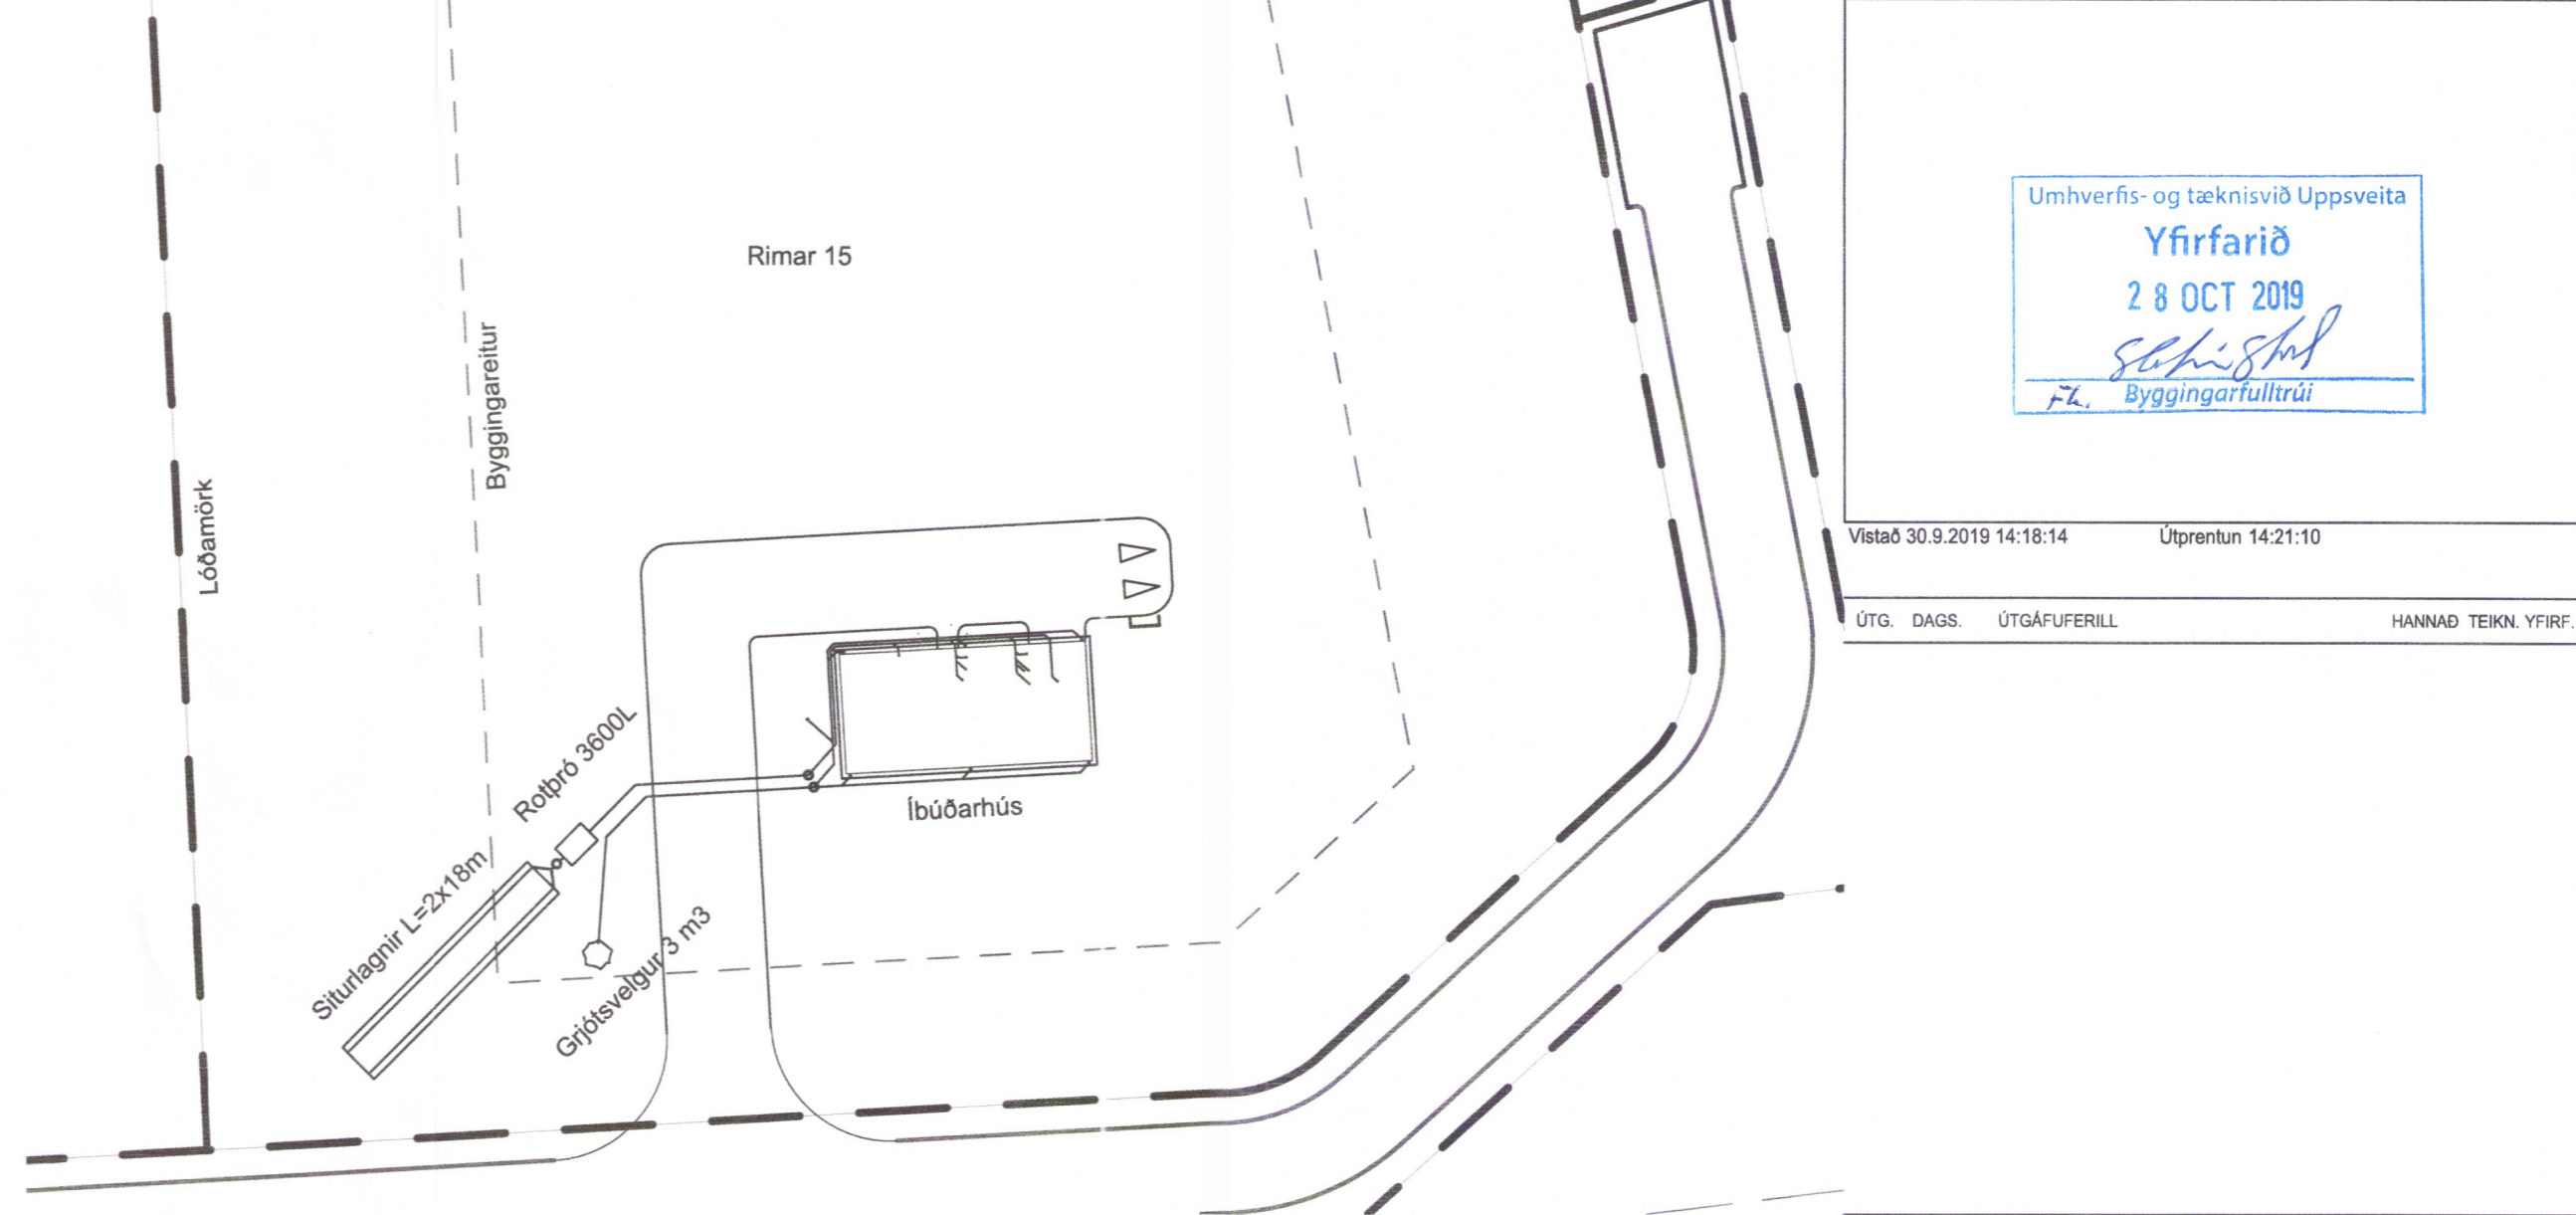 Rimar 15
Byggingareitur
Lóðamörk
Rotþró 3600L
Siturlagnir L=2x18m
Grjótsvelgur 3 m3
Íbúðarhús
Umhverfis- og tæknisvið Uppsveita
Yfirfarið
28 OCT 2019
Fh. Byggingarfulltrúi
Vistað 30.9.2019 14:18:14 Útprentun 14:21:10
ÚTG. DAGS. ÚTGÁFUFERILL HANNAÐ TEIKN. YFIRF.